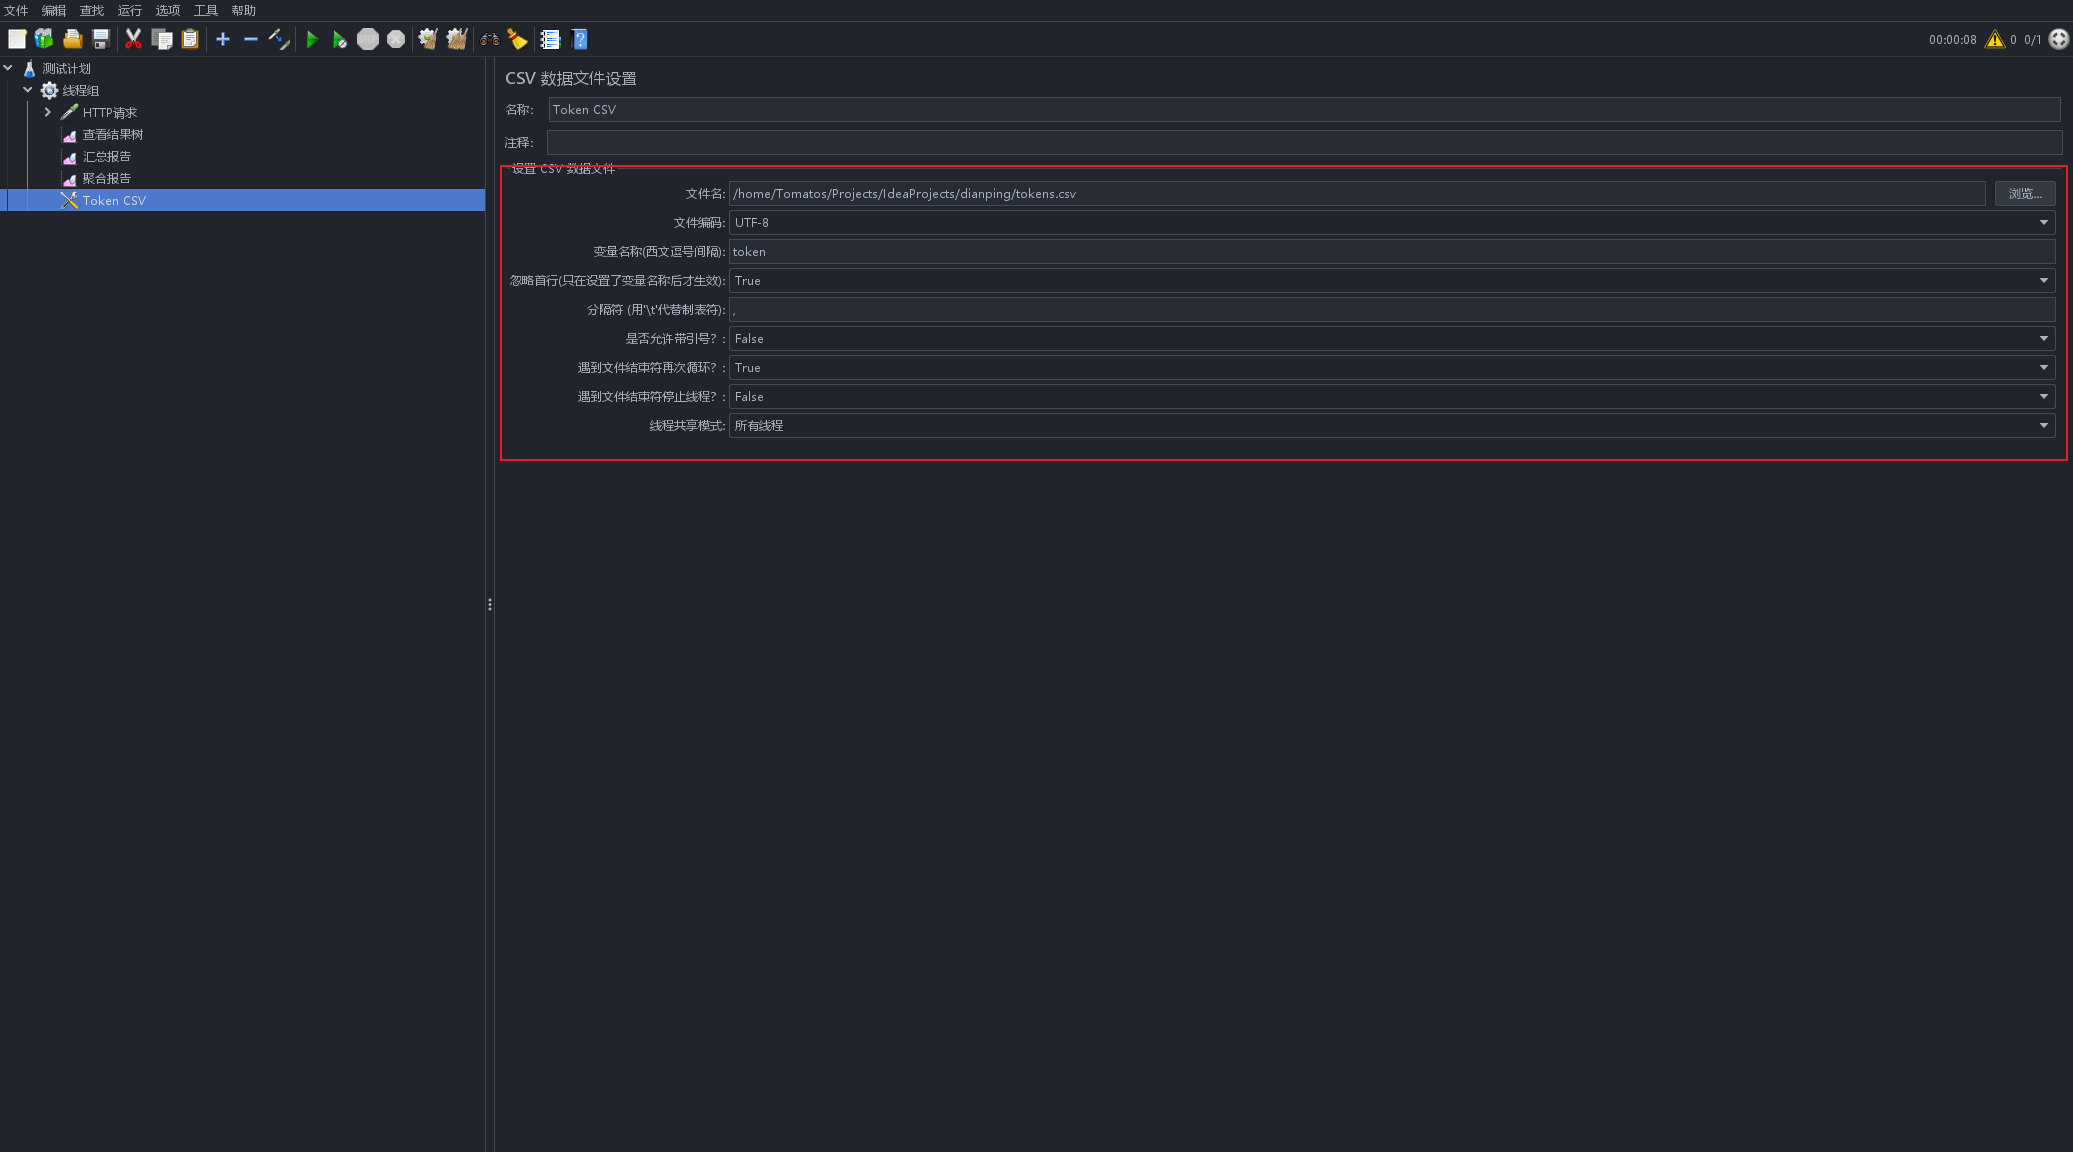 文件 编辑 查找 运行 选项 工具 帮助
00:00:08 0 0/1
测试计划
线程组
HTTP请求
查看结果树
汇总报告
聚合报告
Token CSV
CSV 数据文件设置
名称: Token CSV
注释:
设置 CSV 数据文件
文件名: /home/Tomatos/Projects/IdeaProjects/dianping/tokens.csv 浏览...
文件编码: UTF-8
变量名称(西文逗号间隔): token
忽略首行(只在设置了变量名称后才生效): True
分隔符 (用'\t'代替制表符): ,
是否允许带引号?: False
遇到文件结束符再次循环?: True
遇到文件结束符停止线程?: False
线程共享模式: 所有线程